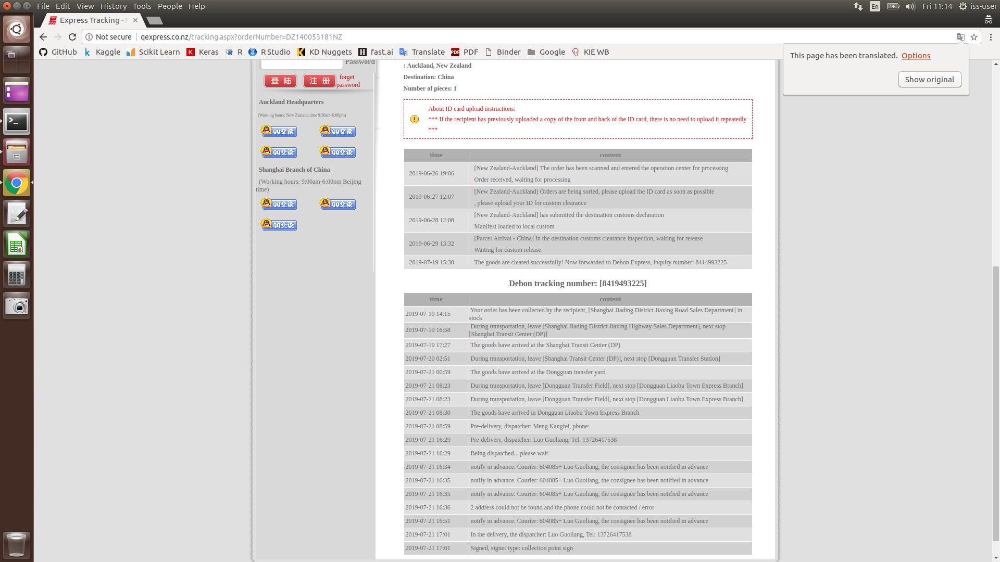 File Edit View History Tools People Help
En
Fri 11:14
iss-user
易 Express Tracking - N
Not secure
qexpress.co.nz/tracking.aspx?orderNumber=DZ140053181NZ
GitHub
Kaggle
Scikit Learn
Keras
R
R Studio
KD Nuggets
fast.ai
Translate
PDF
Binder
Google
KIE WB
This page has been translated. Options
Show original
Password
登 陆
注 册
forget
password
Auckland Headquarters
(Working hours: New Zealand time 9:30am-6:00pm)
QQ交谈
QQ交谈
QQ交谈
QQ交谈
Shanghai Branch of China
(Working hours: 9:00am-6:00pm Beijing
time)
QQ交谈
QQ交谈
QQ交谈
: Auckland, New Zealand
Destination: China
Number of pieces: 1
About ID card upload instructions:
*** If the recipient has previously uploaded a copy of the front and back of the ID card, there is no need to upload it repeatedly
***
time content
2019-06-26 19:06 [New Zealand-Auckland] The order has been scanned and entered the operation center for processing
Order received, waiting for processing
2019-06-27 12:07 [New Zealand-Auckland] Orders are being sorted, please upload the ID card as soon as possible
, please upload your ID for custom clearance
2019-06-28 12:08 [New Zealand-Auckland] has submitted the destination customs declaration
Manifest loaded to local custom
2019-06-29 13:32 [Parcel Arrival - China] In the destination customs clearance inspection, waiting for release
Waiting for custom release
2019-07-19 15:30 The goods are cleared successfully! Now forwarded to Debon Express, inquiry number: 8414993225
Debon tracking number: [8419493225]
time content
2019-07-19 14:15 Your order has been collected by the recipient, [Shanghai Jiading District Jiaxing Road Sales Department] in
stock
2019-07-19 16:58 During transportation, leave [Shanghai Jiading District Jiaxing Highway Sales Department], next stop
[Shanghai Transit Center (DP)]
2019-07-19 17:27 The goods have arrived at the Shanghai Transit Center (DP)
2019-07-20 02:51 During transportation, leave [Shanghai Transit Center (DP)], next stop [Dongguan Transfer Station]
2019-07-21 00:59 The goods have arrived at the Dongguan transfer yard
2019-07-21 08:23 During transportation, leave [Dongguan Transfer Field], next stop [Dongguan Liaobu Town Express Branch]
2019-07-21 08:23 During transportation, leave [Dongguan Transfer Field], next stop [Dongguan Liaobu Town Express Branch]
2019-07-21 08:30 The goods have arrived in Dongguan Liaobu Town Express Branch
2019-07-21 08:59 Pre-delivery, dispatcher: Meng Kangfei, phone:
2019-07-21 16:29 Pre-delivery, dispatcher: Luo Guoliang, Tel: 13726417538
2019-07-21 16:29 Being dispatched... please wait
2019-07-21 16:34 notify in advance. Courier: 604085+ Luo Guoliang, the consignee has been notified in advance
2019-07-21 16:35 notify in advance. Courier: 604085+ Luo Guoliang, the consignee has been notified in advance
2019-07-21 16:35 notify in advance. Courier: 604085+ Luo Guoliang, the consignee has been notified in advance
2019-07-21 16:36 2 address could not be found and the phone could not be contacted / error
2019-07-21 16:51 notify in advance. Courier: 604085+ Luo Guoliang, the consignee has been notified in advance
2019-07-21 17:01 In the delivery, the dispatcher: Luo Guoliang, Tel: 13726417538
2019-07-21 17:01 Signed, signer type: collection point sign